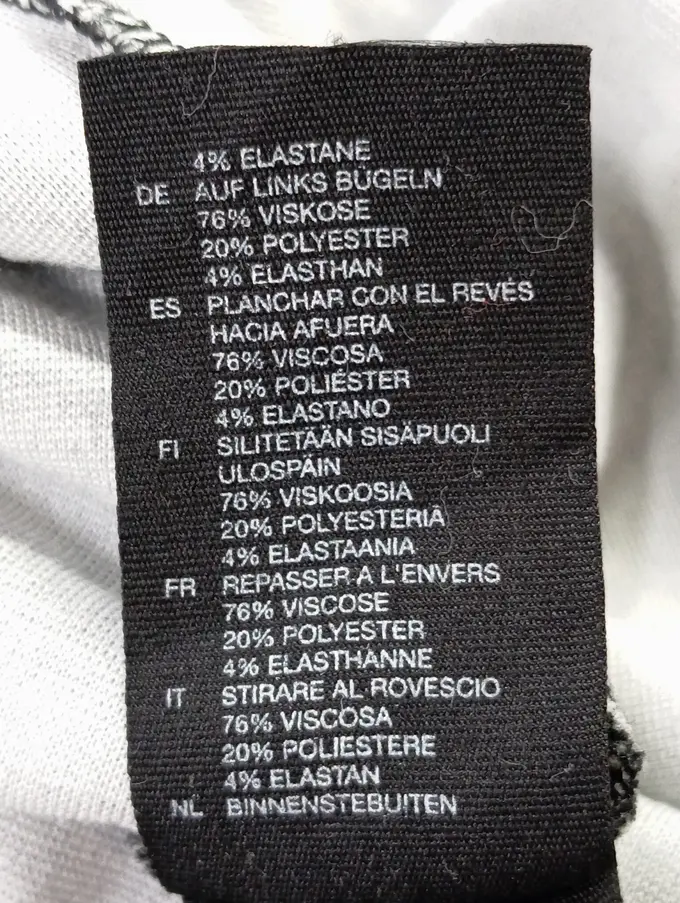 4% ELASTANE
DE AUF LINKS BÜGELN
76% VISKOSE
20% POLYESTER
4% ELASTHAN
ES PLANCHAR CON EL REVÉS
HACIA AFUERA
76% VISCOSA
20% POLIÉSTER
4% ELASTANO
FI SILITETÄÄN SISÄPUOLI
ULOSPÄIN
76% VISKOOSIA
20% POLYESTERIÄ
4% ELASTAANIA
FR REPASSER A L'ENVERS
76% VISCOSE
20% POLYESTER
4% ELASTHANNE
IT STIRARE AL ROVESCIO
76% VISCOSA
20% POLIESTERE
4% ELASTAN
NL BINNENSTEBUITEN